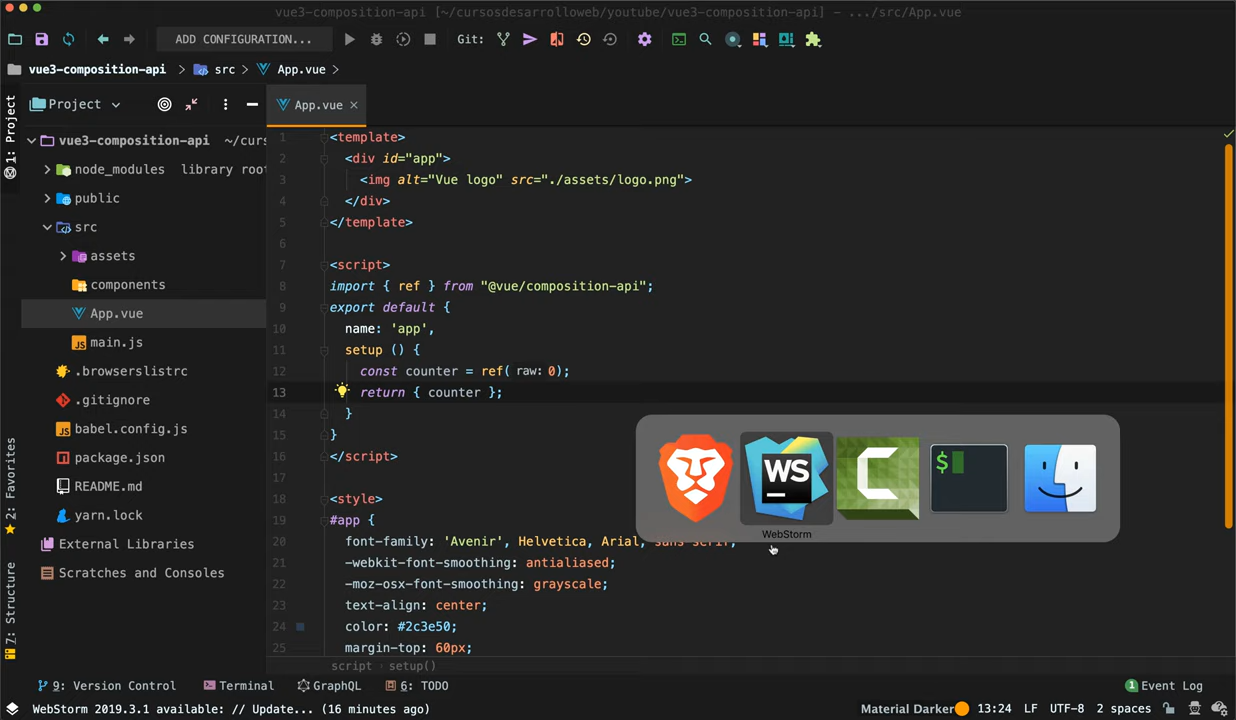 vue3-composition-api [~/cursosdesarrolloweb/youtube/vue3-composition-api] - .../src/App.vue
ADD CONFIGURATION...
Git:
vue3-composition-api
src
App.vue
1: Project
Project
App.vue
vue3-composition-api ~/curs
node_modules library root
public
src
assets
components
App.vue
main.js
.browserslistrc
.gitignore
babel.config.js
package.json
README.md
yarn.lock
External Libraries
Scratches and Consoles
2: Favorites
7: Structure
1 <template>
2 <div id="app">
3 <img alt="Vue logo" src="./assets/logo.png">
4 </div>
5 </template>
6
7 <script>
8 import { ref } from "@vue/composition-api";
9 export default {
10 name: 'app',
11 setup () {
12 const counter = ref( raw: 0);
13 return { counter };
14 }
15 }
16 </script>
17
18 <style>
19 #app {
20 font-family: 'Avenir', Helvetica, Arial, sans-serif;
21 -webkit-font-smoothing: antialiased;
22 -moz-osx-font-smoothing: grayscale;
23 text-align: center;
24 color: #2c3e50;
25 margin-top: 60px;
WS
C
$
WebStorm
script › setup()
9: Version Control
Terminal
GraphQL
6: TODO
1 Event Log
WebStorm 2019.3.1 available: // Update... (16 minutes ago)
Material Darker
13:24
LF
UTF-8
2 spaces